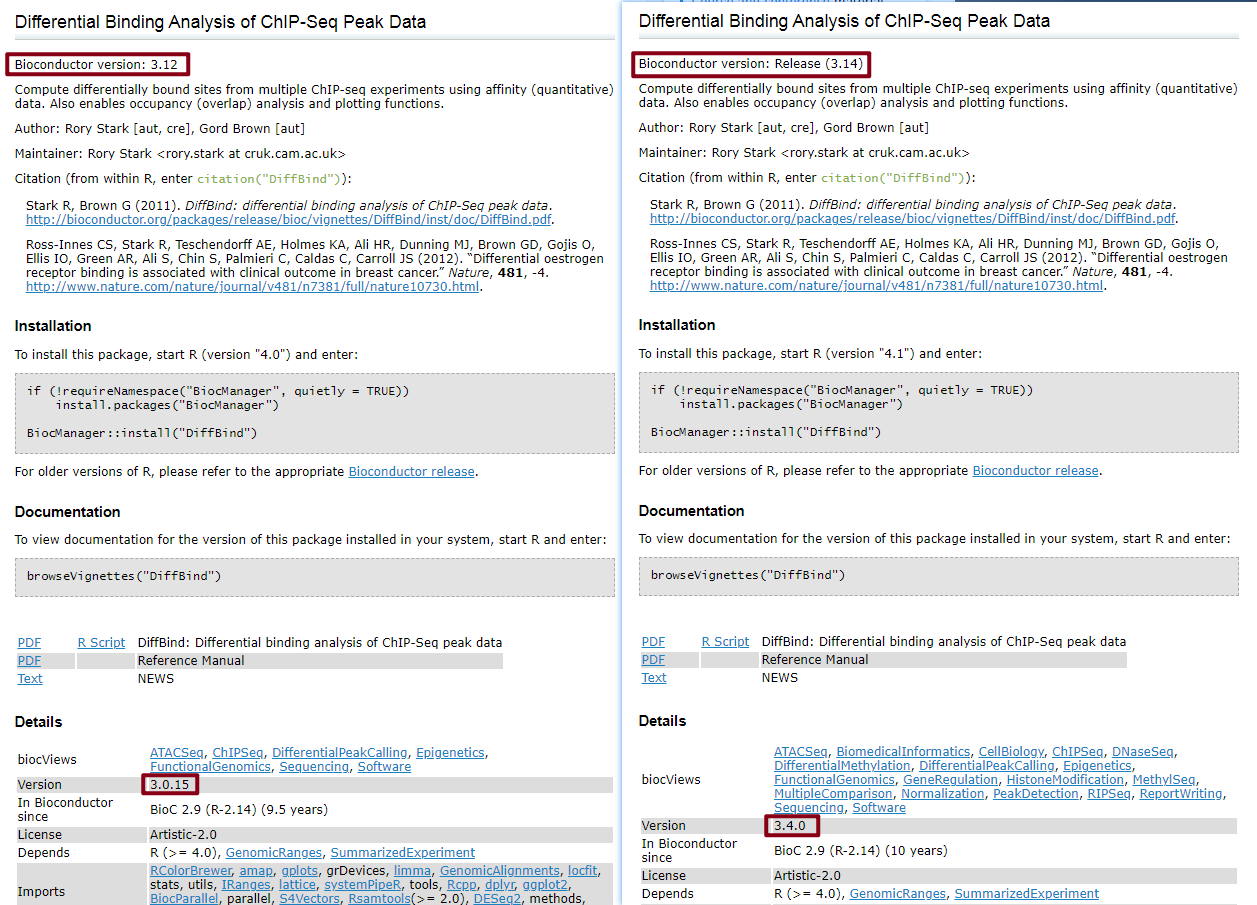 Differential Binding Analysis of ChIP-Seq Peak Data
Bioconductor version: 3.12
Compute differentially bound sites from multiple ChIP-seq experiments using affinity (quantitative)
data. Also enables occupancy (overlap) analysis and plotting functions.
Author: Rory Stark [aut, cre], Gord Brown [aut]
Maintainer: Rory Stark <rory.stark at cruk.cam.ac.uk>
Citation (from within R, enter citation("DiffBind")):
Stark R, Brown G (2011). DiffBind: differential binding analysis of ChIP-Seq peak data.
http://bioconductor.org/packages/release/bioc/vignettes/DiffBind/inst/doc/DiffBind.pdf.
Ross-Innes CS, Stark R, Teschendorff AE, Holmes KA, Ali HR, Dunning MJ, Brown GD, Gojis O,
Ellis IO, Green AR, Ali S, Chin S, Palmieri C, Caldas C, Carroll JS (2012). “Differential oestrogen
receptor binding is associated with clinical outcome in breast cancer.” Nature, 481, -4.
http://www.nature.com/nature/journal/v481/n7381/full/nature10730.html.
Installation
To install this package, start R (version "4.0") and enter:
if (!requireNamespace("BiocManager", quietly = TRUE))
install.packages("BiocManager")
BiocManager::install("DiffBind")
For older versions of R, please refer to the appropriate Bioconductor release.
Documentation
To view documentation for the version of this package installed in your system, start R and enter:
browseVignettes("DiffBind")
PDF R Script DiffBind: Differential binding analysis of ChIP-Seq peak data
PDF Reference Manual
Text NEWS
Details
biocViews ATACSeq, ChIPSeq, DifferentialPeakCalling, Epigenetics,
FunctionalGenomics, Sequencing, Software
Version 3.0.15
In Bioconductor
since BioC 2.9 (R-2.14) (9.5 years)
License Artistic-2.0
Depends R (>= 4.0), GenomicRanges, SummarizedExperiment
Imports RColorBrewer, amap, gplots, grDevices, limma, GenomicAlignments, locfit,
stats, utils, IRanges, lattice, systemPipeR, tools, Rcpp, dplyr, ggplot2,
BiocParallel, parallel, S4Vectors, Rsamtools(>= 2.0), DESeq2, methods,
Differential Binding Analysis of ChIP-Seq Peak Data
Bioconductor version: Release (3.14)
Compute differentially bound sites from multiple ChIP-seq experiments using affinity (quantitative)
data. Also enables occupancy (overlap) analysis and plotting functions.
Author: Rory Stark [aut, cre], Gord Brown [aut]
Maintainer: Rory Stark <rory.stark at cruk.cam.ac.uk>
Citation (from within R, enter citation("DiffBind")):
Stark R, Brown G (2011). DiffBind: differential binding analysis of ChIP-Seq peak data.
http://bioconductor.org/packages/release/bioc/vignettes/DiffBind/inst/doc/DiffBind.pdf.
Ross-Innes CS, Stark R, Teschendorff AE, Holmes KA, Ali HR, Dunning MJ, Brown GD, Gojis O,
Ellis IO, Green AR, Ali S, Chin S, Palmieri C, Caldas C, Carroll JS (2012). “Differential oestrogen
receptor binding is associated with clinical outcome in breast cancer.” Nature, 481, -4.
http://www.nature.com/nature/journal/v481/n7381/full/nature10730.html.
Installation
To install this package, start R (version "4.1") and enter:
if (!requireNamespace("BiocManager", quietly = TRUE))
install.packages("BiocManager")
BiocManager::install("DiffBind")
For older versions of R, please refer to the appropriate Bioconductor release.
Documentation
To view documentation for the version of this package installed in your system, start R and enter:
browseVignettes("DiffBind")
PDF R Script DiffBind: Differential binding analysis of ChIP-Seq peak data
PDF Reference Manual
Text NEWS
Details
biocViews ATACSeq, BiomedicalInformatics, CellBiology, ChIPSeq, DNaseSeq,
DifferentialMethylation, DifferentialPeakCalling, Epigenetics,
FunctionalGenomics, GeneRegulation, HistoneModification, MethylSeq,
MultipleComparison, Normalization, PeakDetection, RIPSeq, ReportWriting,
Sequencing, Software
Version 3.4.0
In Bioconductor
since BioC 2.9 (R-2.14) (10 years)
License Artistic-2.0
Depends R (>= 4.0), GenomicRanges, SummarizedExperiment